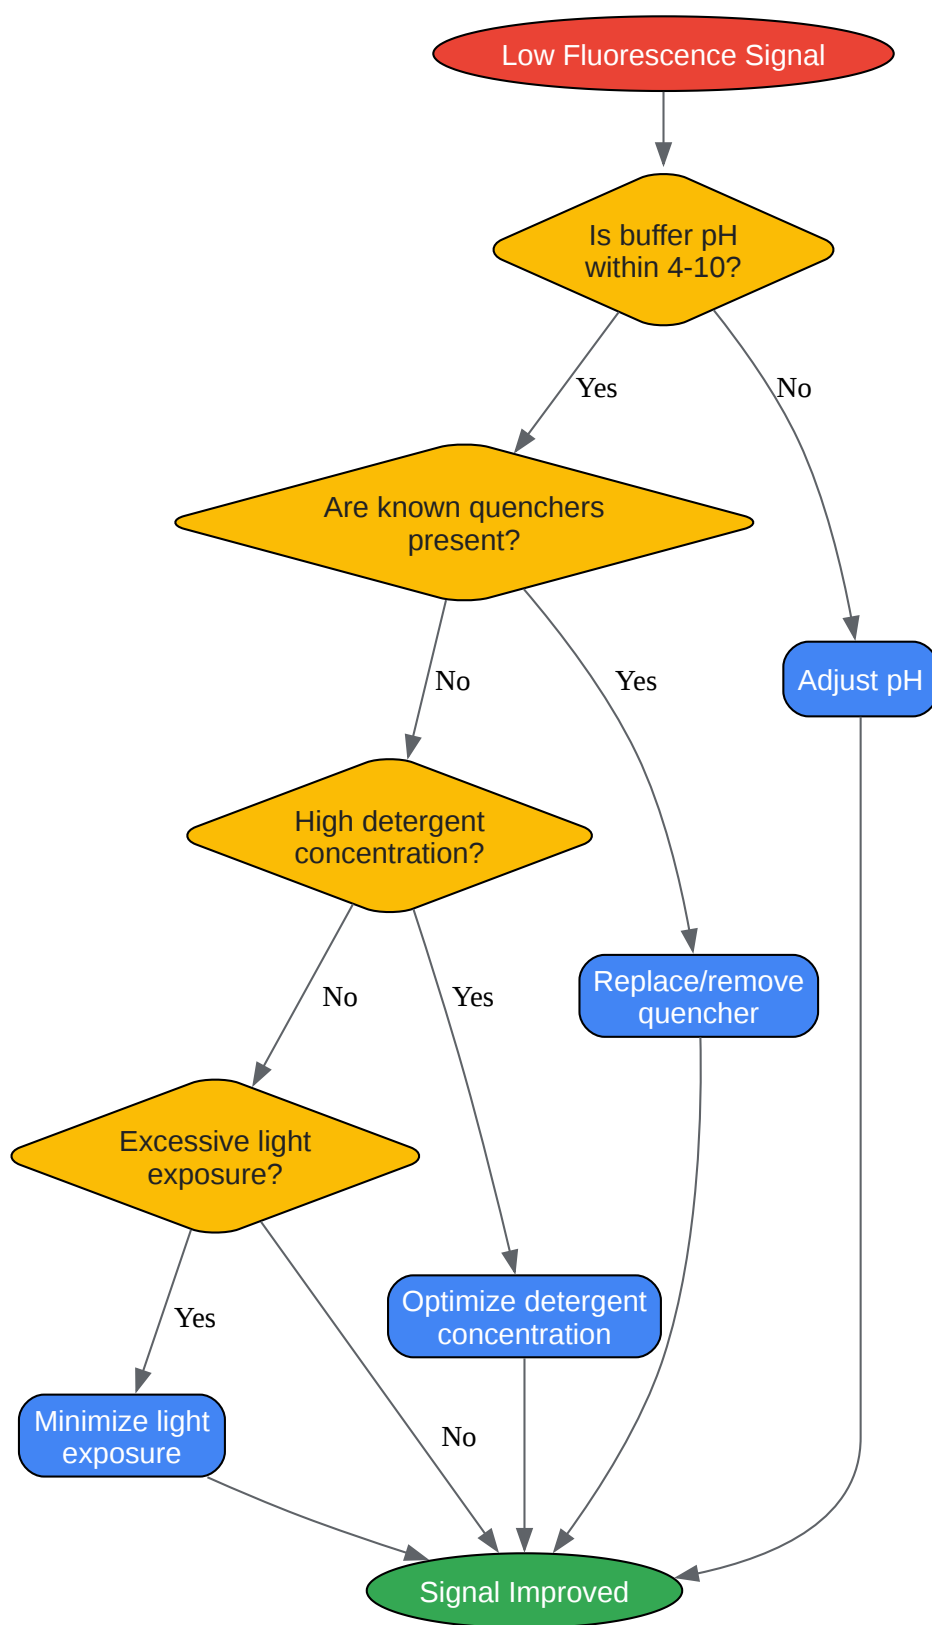 Low Fluorescence Signal
Is buffer pH
within 4-10?
Yes
No
Are known quenchers
present?
No
Yes
Adjust pH
High detergent
concentration?
No
Yes
Replace/remove
quencher
Excessive light
exposure?
Yes
Optimize detergent
concentration
Minimize light
exposure
No
Signal Improved